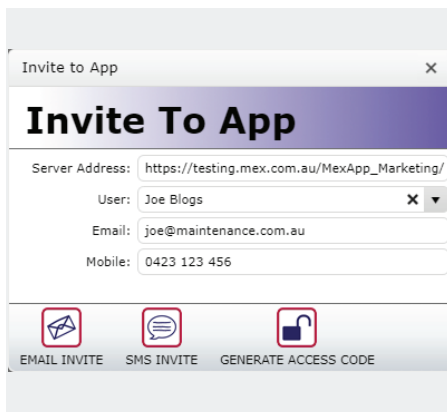 Invite to App
Invite To App
Server Address: https://testing.mex.com.au/MexApp_Marketing/
User: Joe Blogs
Email: joe@maintenance.com.au
Mobile: 0423 123 456
EMAIL INVITE SMS INVITE GENERATE ACCESS CODE